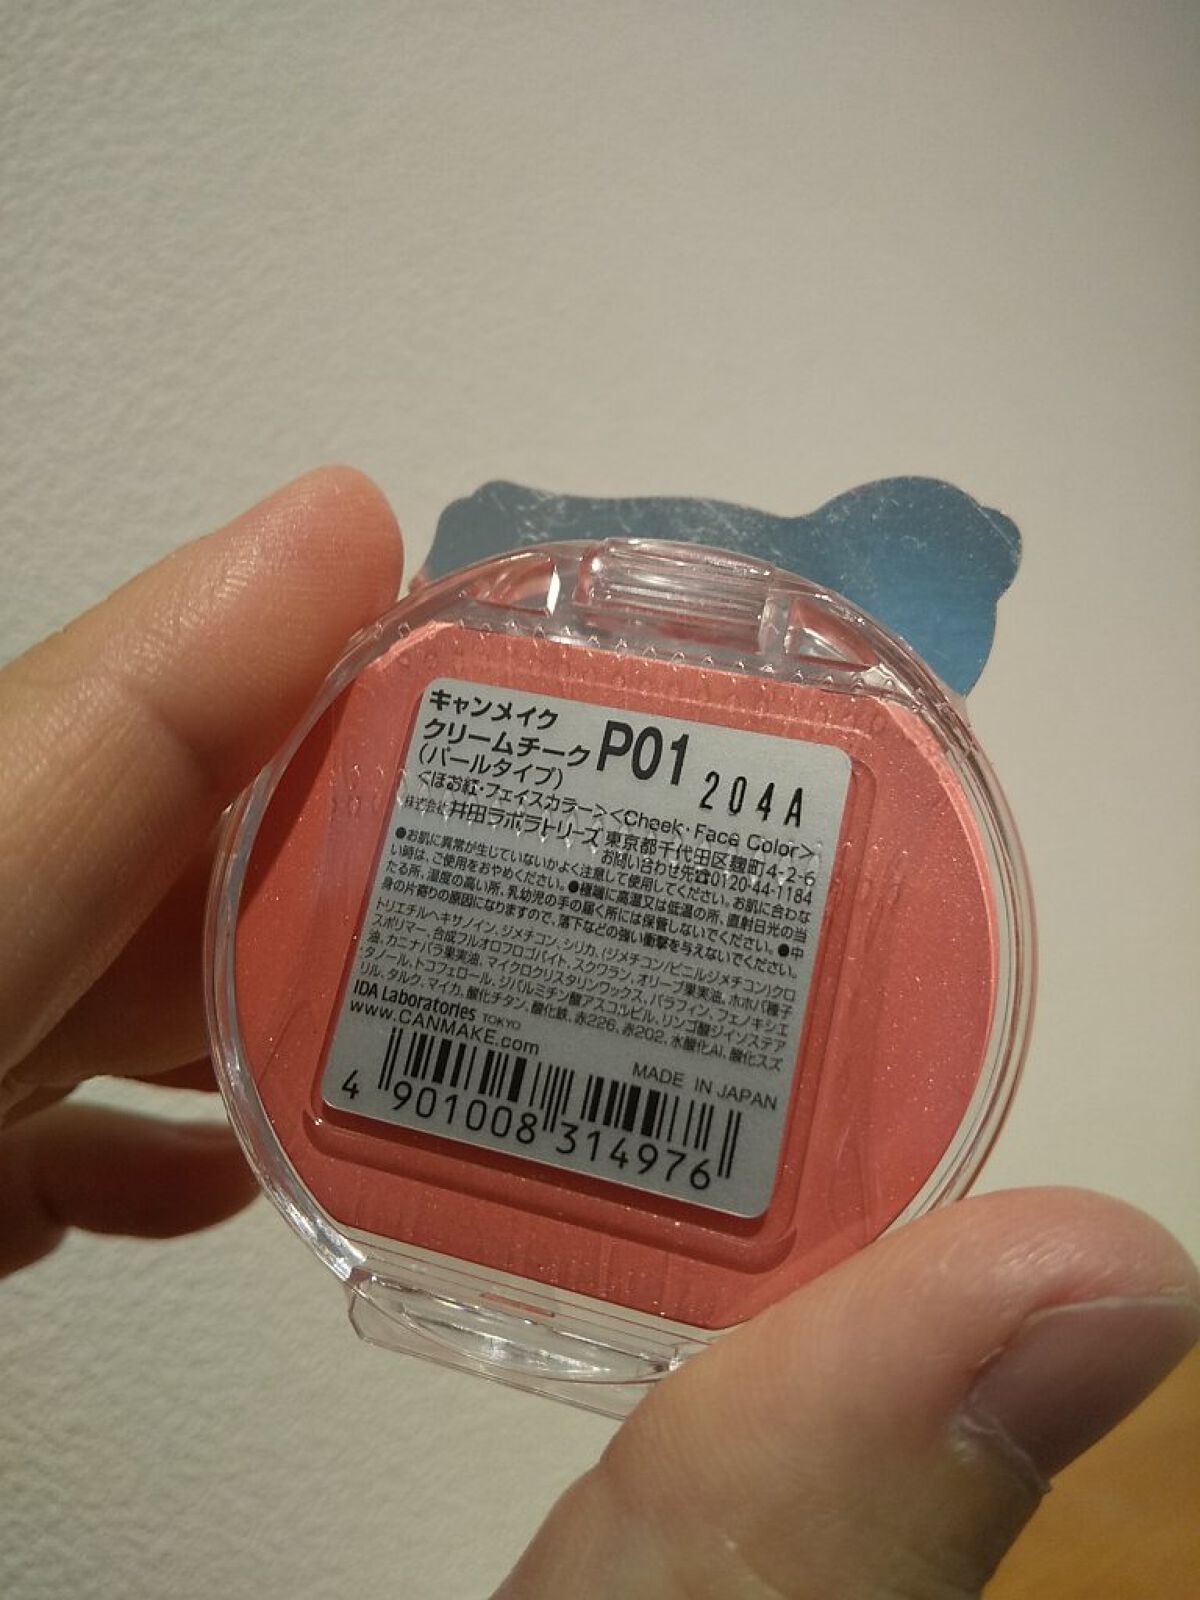 キャンメイク
クリームチーク P01
(パールタイプ) 204A
<ほお紅・フェイスカラー><Cheek・Face Color>
株式会社 井田ラボラトリーズ 東京都千代田区麹町4-2-6
お問い合わせ先☎0120-44-1184
●お肌に異常が生じていないかよく注意して使用してください。お肌に合わな
い時は、ご使用をおやめください。●極端に高温又は低温の所、直射日光の当
たる所、湿度の高い所、乳幼児の手の届く所には保管しないでください。●中
身の片寄りの原因になりますので、落下などの強い衝撃を与えないでください。
トリエチルヘキサノイン、ジメチコン、シリカ、(ジメチコン/ビニルジメチコン)クロ
スポリマー、合成フルオロフロゴパイト、スクワラン、オリーブ果実油、ホホバ種子
油、カニナバラ果実油、マイクロクリスタリンワックス、パラフィン、フェノキシエ
タノール、トコフェロール、ジパルミチン酸アスコルビル、リンゴ酸ジイソステア
リル、タルク、マイカ、酸化チタン、酸化鉄、赤226、赤202、水酸化Al、酸化スズ
IDA Laboratories TOKYO
www.CANMAKE.com
MADE IN JAPAN
4 901008 314976